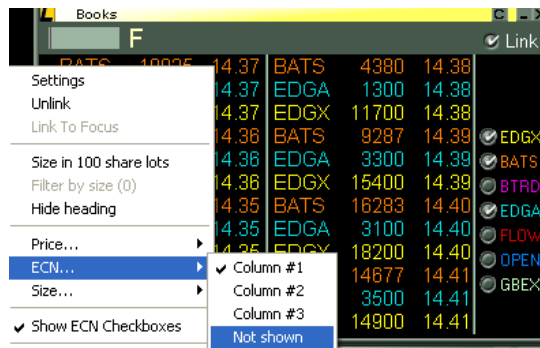 L Books C
F Link
BATS 14.37 BATS 4380 14.38
Settings 14.37 EDGA 1300 14.38
Unlink 14.37 EDGX 11700 14.38
Link To Focus 14.36 BATS 9287 14.39 EDGX
Size in 100 share lots 14.36 EDGA 3300 14.39 BATS
Filter by size (0) 14.36 EDGX 15400 14.39 BTRD
Hide heading 14.35 BATS 16283 14.40 EDGA
14.35 EDGA 3100 14.40 FLOW
Price... 14.35 EDGX 18200 14.40 OPEN
ECN... Column #1 14677 14.41 GBEX
Size... Column #2 3500 14.41
Show ECN Checkboxes Column #3 14900 14.41
Not shown